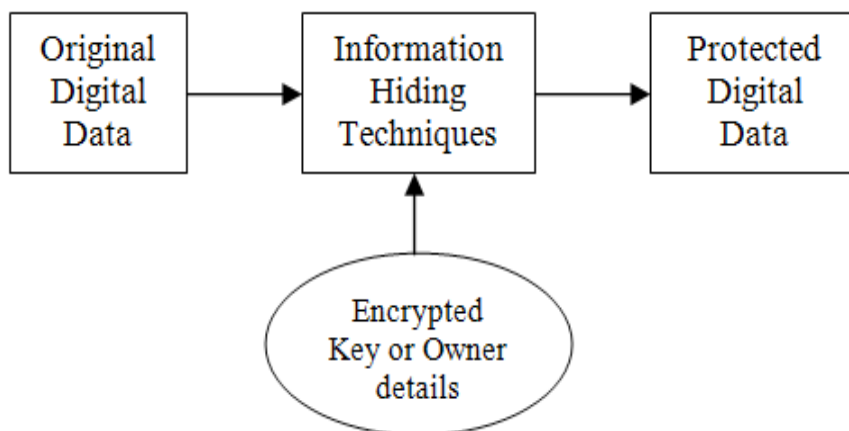 Original
Digital
Data
Information
Hiding
Techniques
Protected
Digital
Data
Encrypted
Key or Owner
details